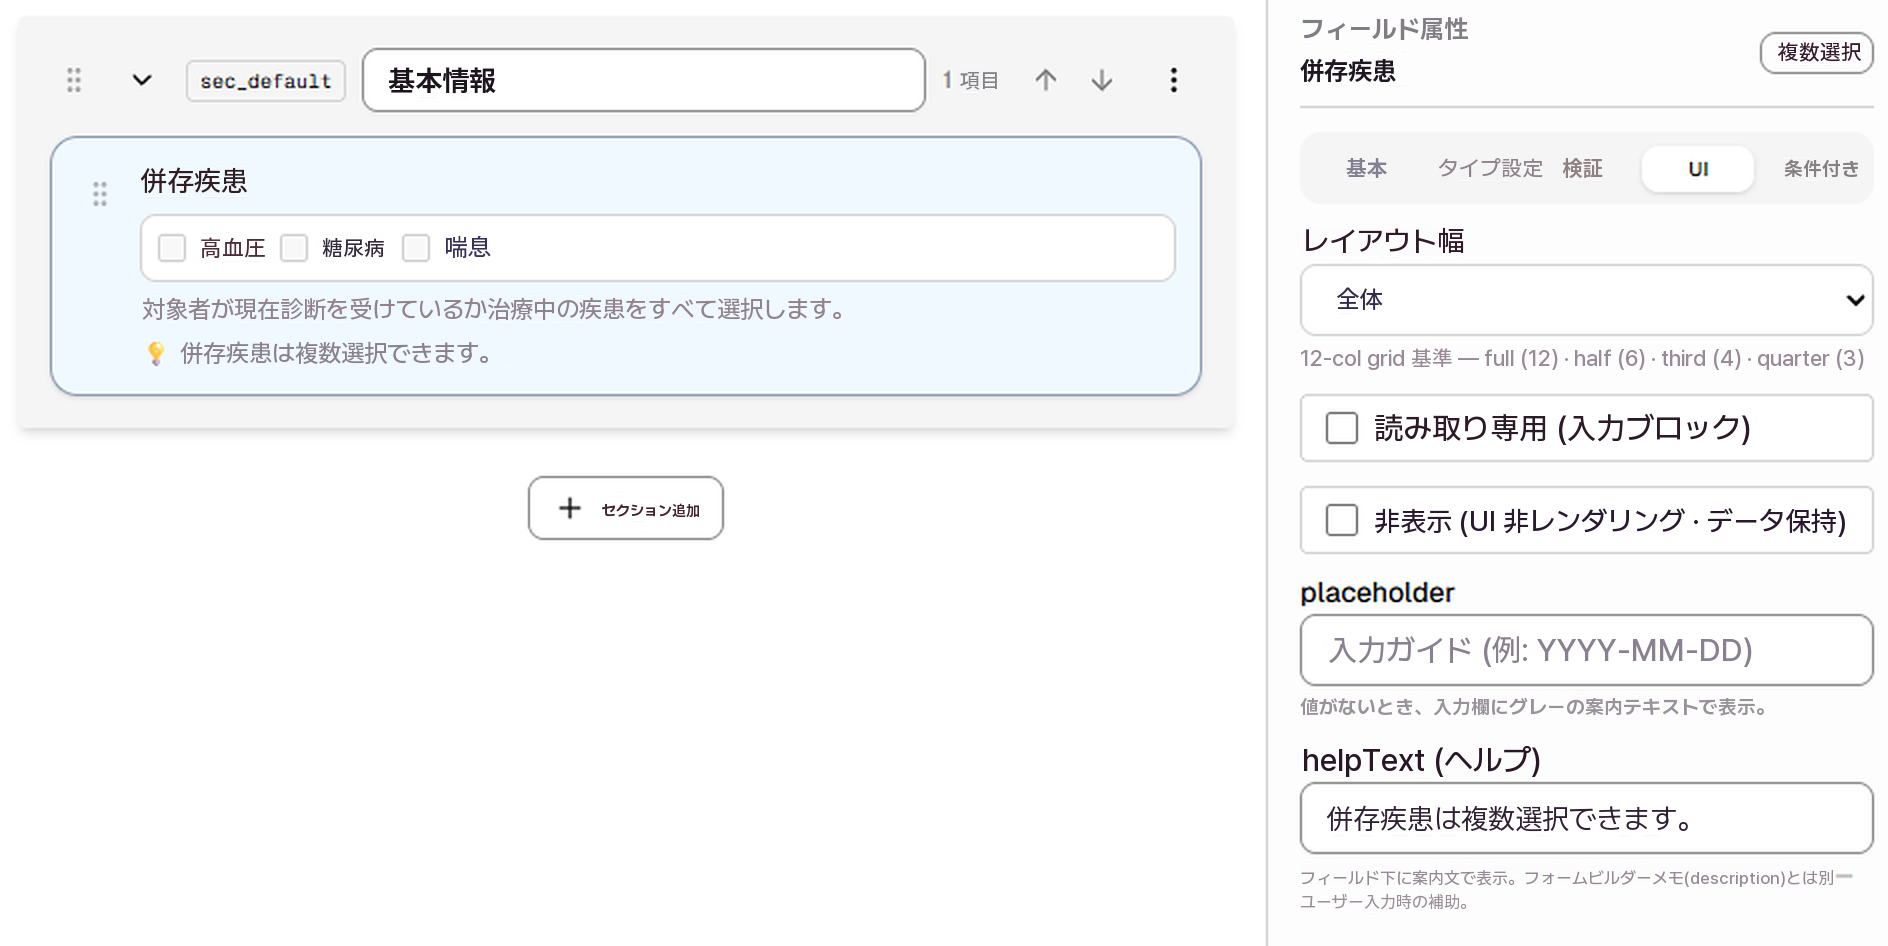 sec_default
基本情報
1 項目
併存疾患
高血圧 糖尿病 喘息
対象者が現在診断を受けているか治療中の疾患をすべて選択します。
💡 併存疾患は複数選択できます。
+ セクション追加
フィールド属性
併存疾患
複数選択
基本 タイプ設定 検証 UI 条件付き
レイアウト幅
全体
12-col grid 基準 — full (12) · half (6) · third (4) · quarter (3)
読み取り専用 (入力ブロック)
非表示 (UI 非レンダリング · データ保持)
placeholder
入力ガイド (例: YYYY-MM-DD)
値がないとき、入力欄にグレーの案内テキストで表示。
helpText (ヘルプ)
併存疾患は複数選択できます。
フィールド下に案内文で表示。フォームビルダーメモ(description)とは別—
ユーザー入力時の補助。